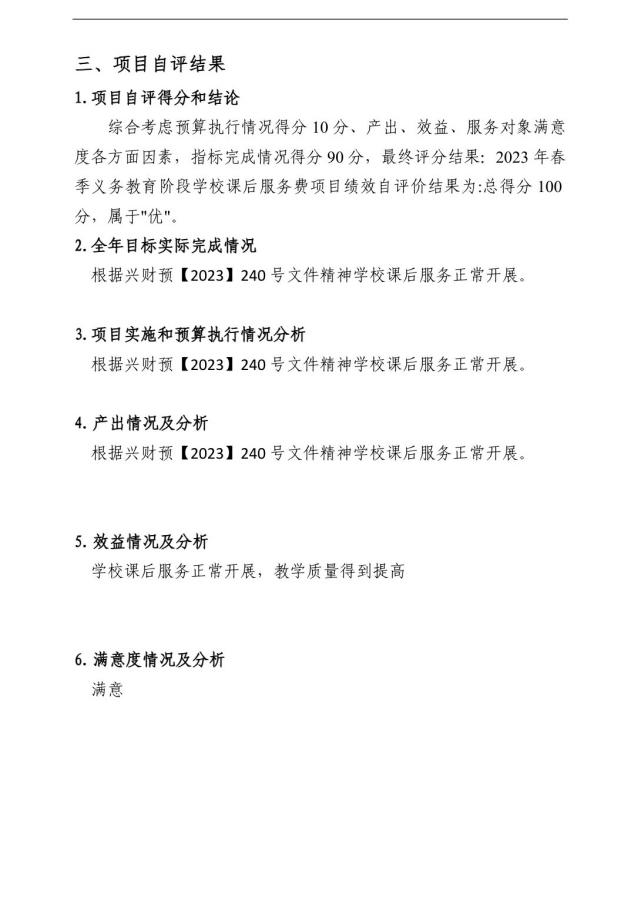 三、项目自评结果
1. 项目自评得分和结论
综合考虑预算执行情况得分 10 分、产出、效益、服务对象满意
度各方面因素，指标完成情况得分 90 分，最终评分结果：2023 年春
季义务教育阶段学校课后服务费项目绩效自评价结果为:总得分 100
分，属于"优"。
2. 全年目标实际完成情况
根据兴财预【2023】240 号文件精神学校课后服务正常开展。
3. 项目实施和预算执行情况分析
根据兴财预【2023】240 号文件精神学校课后服务正常开展。
4. 产出情况及分析
根据兴财预【2023】240 号文件精神学校课后服务正常开展。
5. 效益情况及分析
学校课后服务正常开展，教学质量得到提高
6. 满意度情况及分析
满意